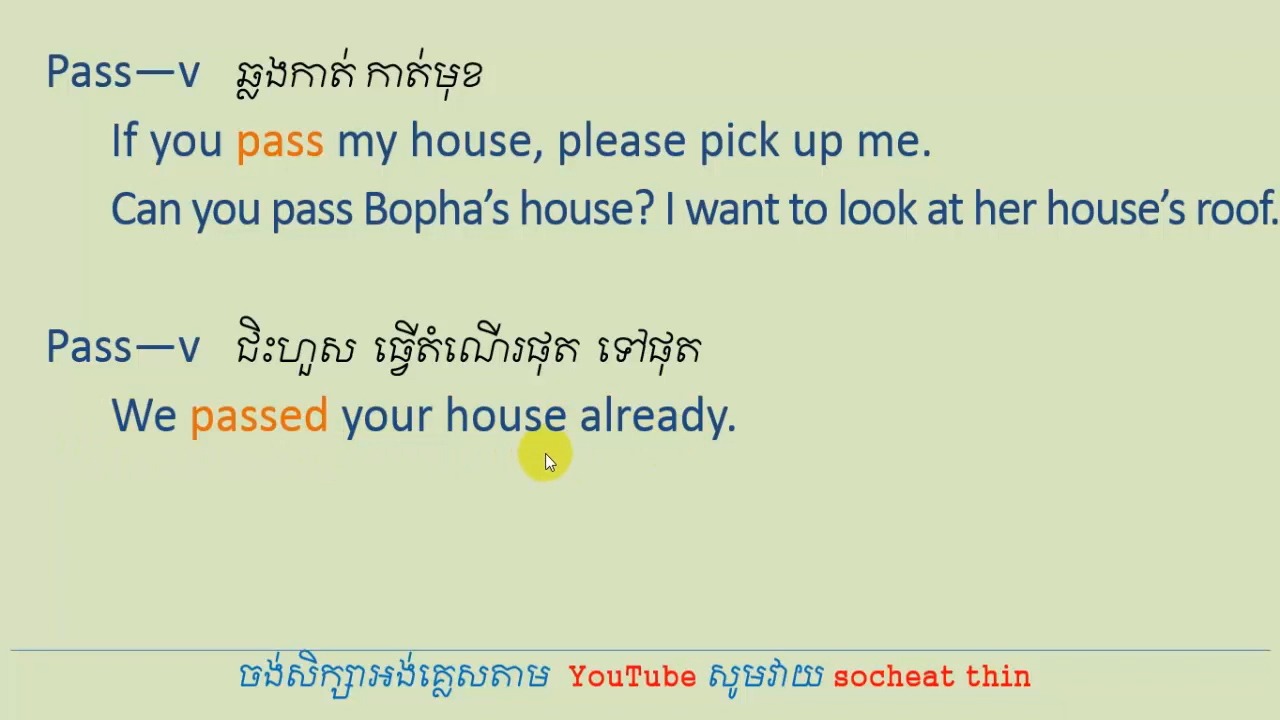 Pass—v ឆ្លងកាត់ កាត់មុខ
If you pass my house, please pick up me.
Can you pass Bopha’s house? I want to look at her house’s roof.
Pass—v ជិះហួស ធ្វើតំណើរផុត ទៅផុត
We passed your house already.
ចង់សិក្សាអង់គ្លេសតាម YouTube សូមវាយ socheat thin